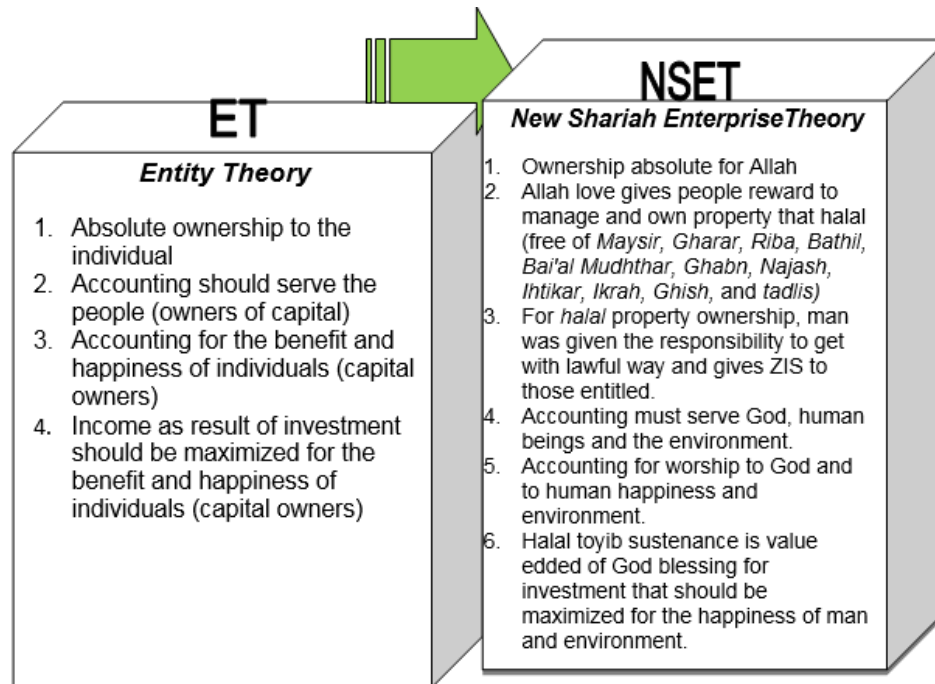 ET
Entity Theory
1. Absolute ownership to the
individual
2. Accounting should serve the
people (owners of capital)
3. Accounting for the benefit and
happiness of individuals (capital
owners)
4. Income as result of investment
should be maximized for the
benefit and happiness of
individuals (capital owners)
NSET
New Shariah EnterpriseTheory
1. Ownership absolute for Allah
2. Allah love gives people reward to
manage and own property that halal
(free of Maysir, Gharar, Riba, Bathil,
Bai'al Mudhthar, Ghabn, Najash,
Ihtikar, Ikrah, Ghish, and tadlis)
3. For halal property ownership, man
was given the responsibility to get
with lawful way and gives ZIS to
those entitled.
4. Accounting must serve God, human
beings and the environment.
5. Accounting for worship to God and
to human happiness and
environment.
6. Halal toyib sustenance is value
edded of God blessing for
investment that should be
maximized for the happiness of man
and environment.